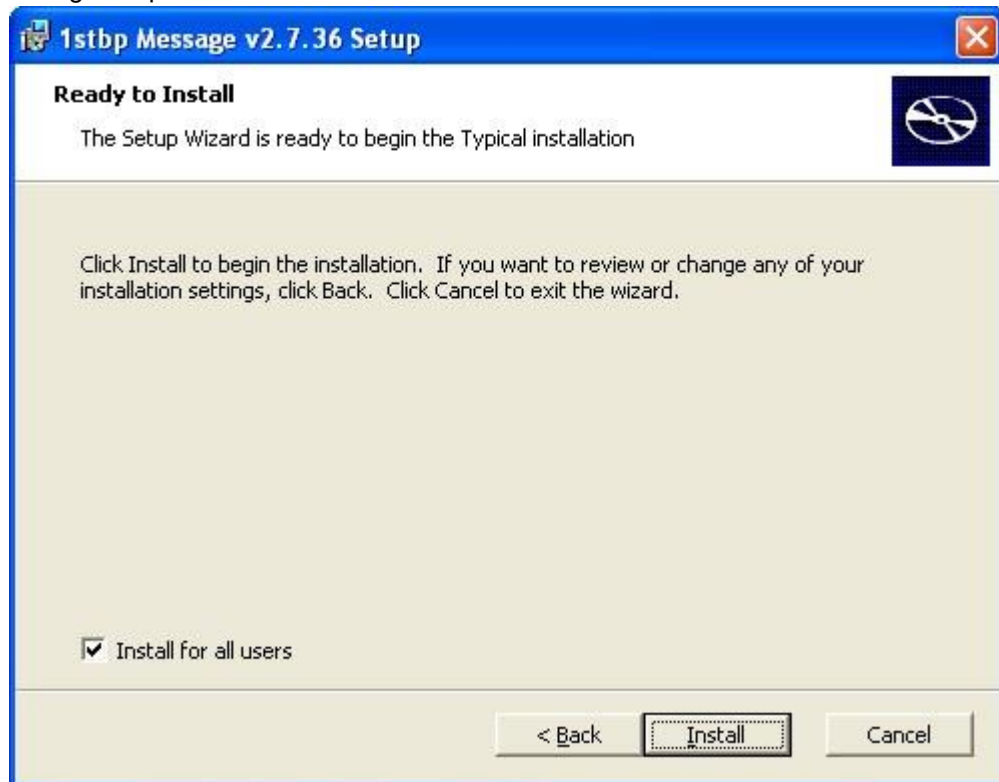 1stbp Message v2.7.36 Setup
Ready to Install
The Setup Wizard is ready to begin the Typical installation
Click Install to begin the installation. If you want to review or change any of your
installation settings, click Back. Click Cancel to exit the wizard.
Install for all users
< Back Install Cancel